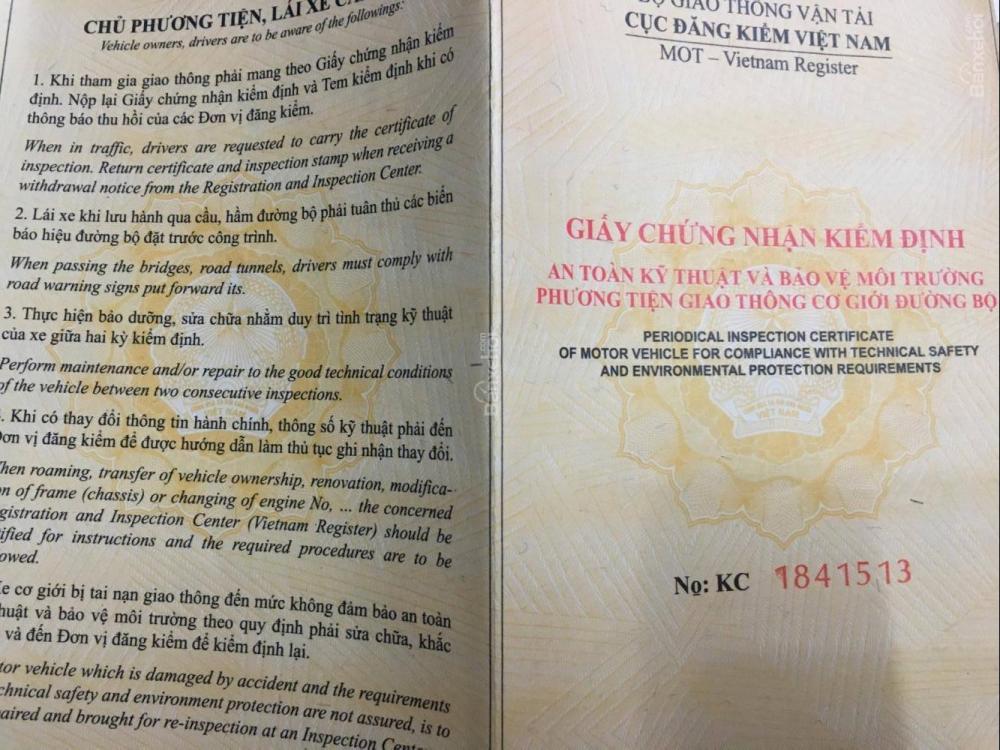 CHỦ PHƯƠNG TIỆN, LÁI XE
Vehicle owners, drivers are to be aware of the followings:
1. Khi tham gia giao thông phải mang theo Giấy chứng nhận kiểm
định. Nộp lại Giấy chứng nhận kiểm định và Tem kiểm định khi có
thông báo thu hồi của các Đơn vị đăng kiểm.
When in traffic, drivers are requested to carry the certificate of
inspection. Return certificate and inspection stamp when receiving a
withdrawal notice from the Registration and Inspection Center.
2. Lái xe khi lưu hành qua cầu, hầm đường bộ phải tuân thủ các biển
báo hiệu đường bộ đặt trước công trình.
When passing the bridges, road tunnels, drivers must comply with
road warning signs put forward its.
3. Thực hiện bảo dưỡng, sửa chữa nhằm duy trì tình trạng kỹ thuật
của xe giữa hai kỳ kiểm định.
Perform maintenance and/or repair to the good technical conditions
of the vehicle between two consecutive inspections.
. Khi có thay đổi thông tin hành chính, thông số kỹ thuật phải đến
Đơn vị đăng kiểm để được hướng dẫn làm thủ tục ghi nhận thay đổi.
hen roaming, transfer of vehicle ownership, renovation, modifica-
n of frame (chassis) or changing of engine No, ... the concerned
gistration and Inspection Center (Vietnam Register) should be
ified for instructions and the required procedures are to be
owed.
e cơ giới bị tai nạn giao thông đến mức không đảm bảo an toàn
huật và bảo vệ môi trường theo quy định phải sửa chữa, khắc
và đến Đơn vị đăng kiểm để kiểm định lại.
tor vehicle which is damaged by accident and the requirements
chnical safety and environment protection are not assured, is to
aired and brought for re-inspection at an Inspection
BỘ GIAO THÔNG VẬN TẢI
CỤC ĐĂNG KIỂM VIỆT NAM
MOT – Vietnam Register
GIẤY CHỨNG NHẬN KIỂM ĐỊNH
AN TOÀN KỸ THUẬT VÀ BẢO VỆ MÔI TRƯỜNG
PHƯƠNG TIỆN GIAO THÔNG CƠ GIỚI ĐƯỜNG BỘ
PERIODICAL INSPECTION CERTIFICATE
OF MOTOR VEHICLE FOR COMPLIANCE WITH TECHNICAL SAFETY
AND ENVIRONMENTAL PROTECTION REQUIREMENTS
VIỆT NAM
No: KC 1841513